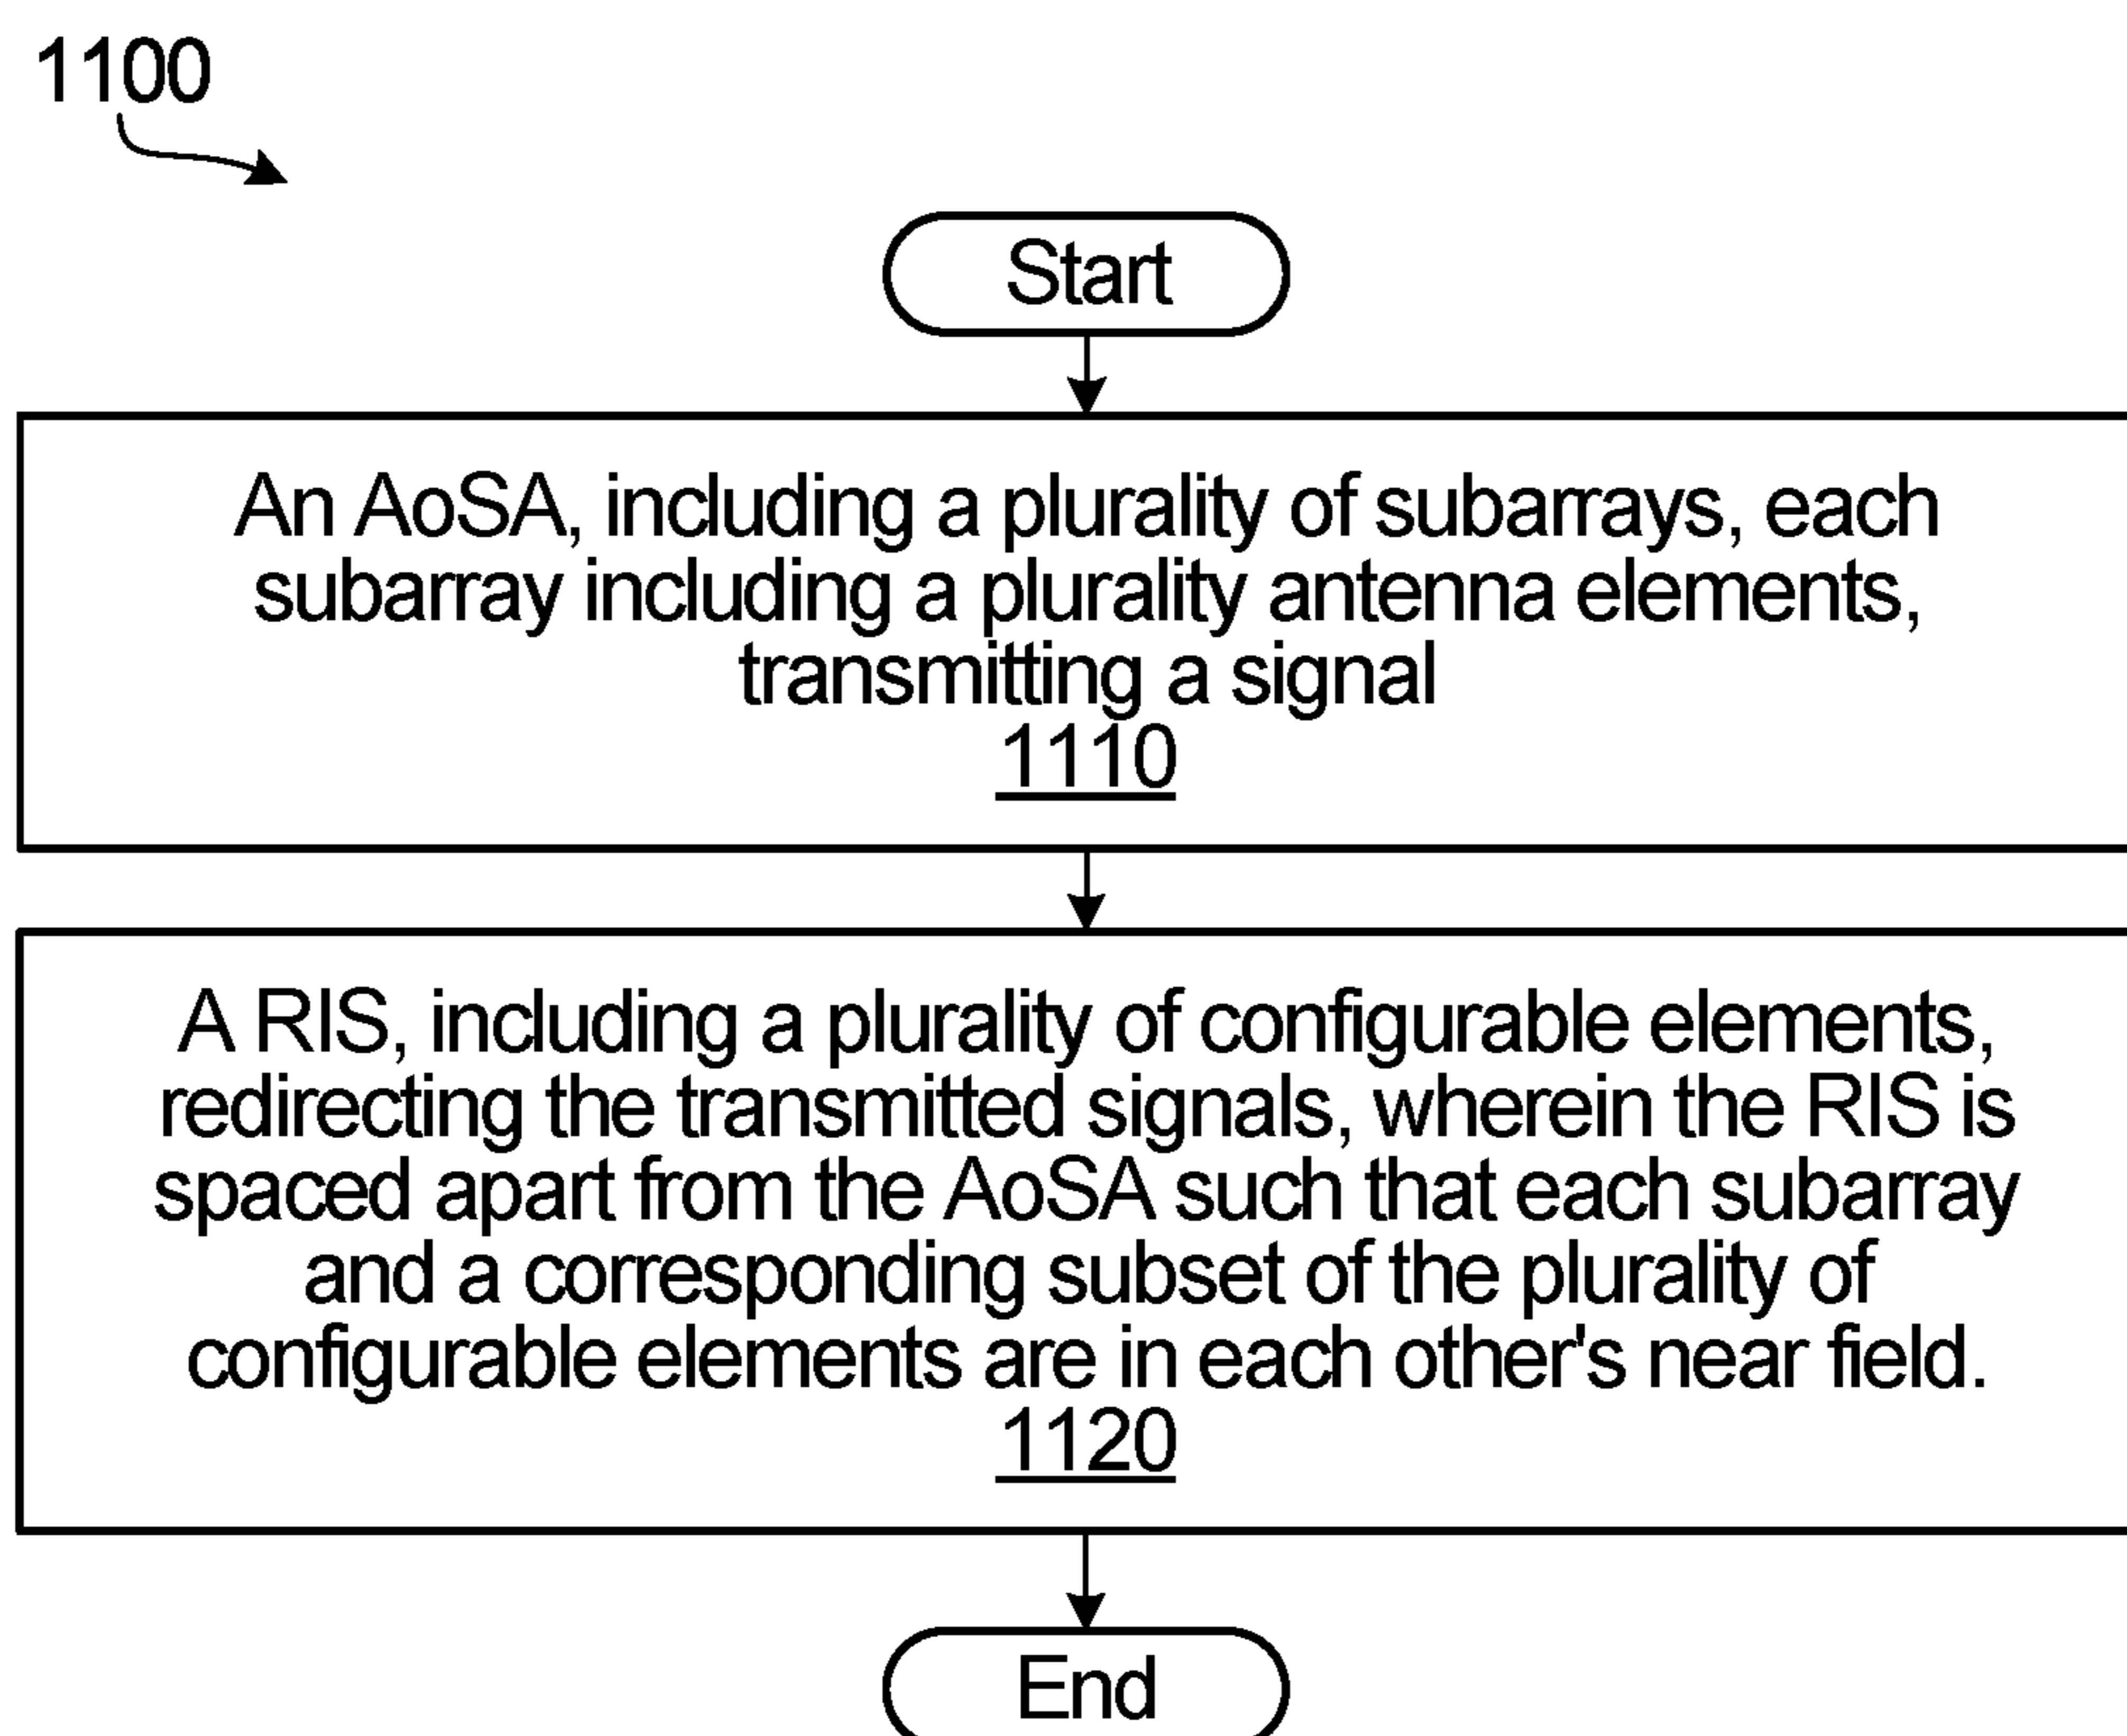 1100
Start
An AoSA, including a plurality of subarrays, each
subarray including a plurality antenna elements,
transmitting a signal
1110
A RIS, including a plurality of configurable elements,
redirecting the transmitted signals, wherein the RIS is
spaced apart from the AoSA such that each subarray
and a corresponding subset of the plurality of
configurable elements are in each other's near field.
1120
End